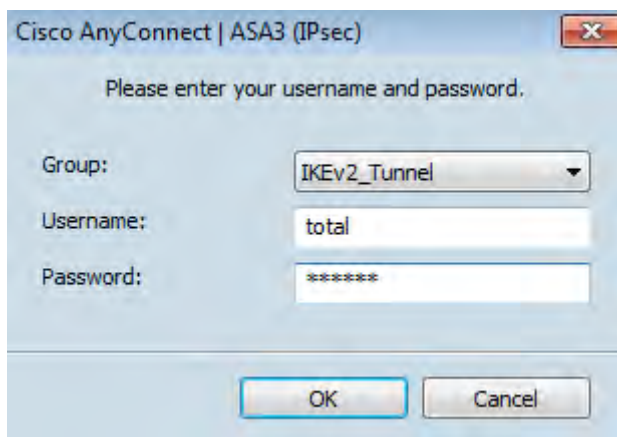 Cisco AnyConnect | ASA3 (IPsec)
Please enter your username and password.
Group: IKEv2_Tunnel
Username: total
Password: ******
OK Cancel